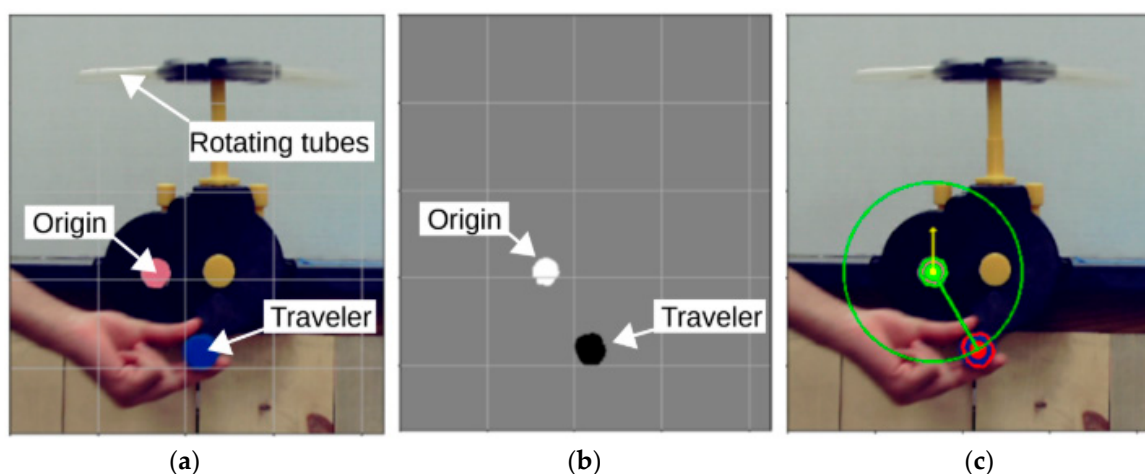 Rotating tubes
Origin
Traveler
Origin
Traveler
(a)
(b)
(c)